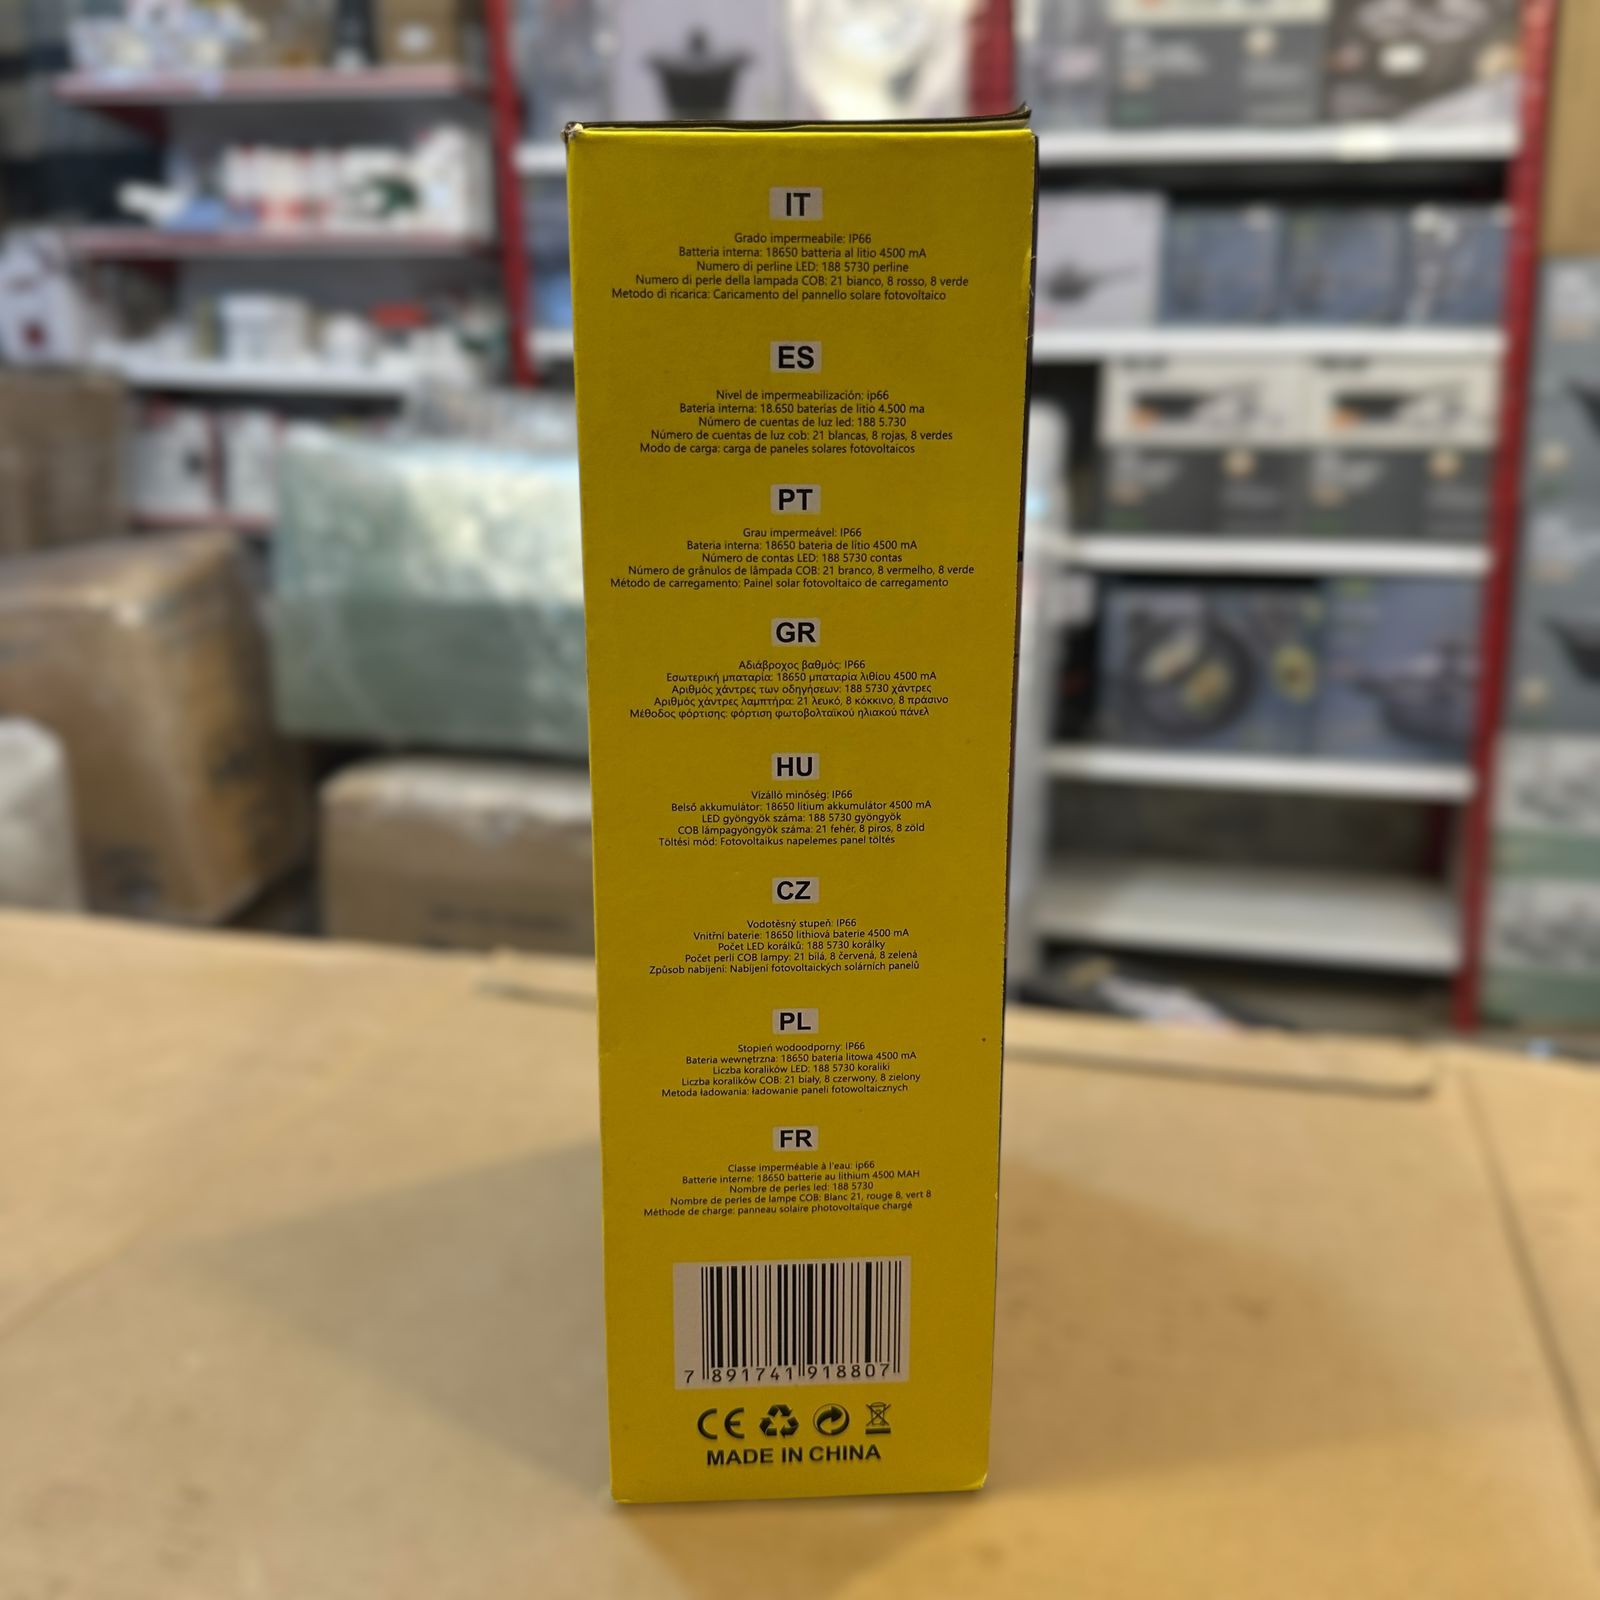 IT
Grado impermeabile: IP66
Batteria interna: 18650 batteria al litio 4500 mA
Numero di perline LED: 188 5730 perline
Numero di perle della lampada COB: 21 bianco, 8 rosso, 8 verde
Metodo di ricarica: Caricamento del pannello solare fotovoltaico
ES
Nivel de impermeabilización: ip66
Bateria interna: 18.650 baterías de litio 4.500 ma
Número de cuentas de luz led: 188 5.730
Número de cuentas de luz cob: 21 blancas, 8 rojas, 8 verdes
Modo de carga: carga de paneles solares fotovoltaicos
PT
Grau impermeável: IP66
Bateria interna: 18650 bateria de lítio 4500 mA
Número de contas LED: 188 5730 contas
Número de grânulos de lâmpada COB: 21 branco, 8 vermelho, 8 verde
Método de carregamento: Painel solar fotovoltaico de carregamento
GR
Αδιάβροχος βαθμός: IP66
Εσωτερική μπαταρία: 18650 μπαταρία λιθίου 4500 mA
Αριθμός χάντρες των οδηγήσεων: 188 5730 χάντρες
Αριθμός χάντρες λαμπτήρα: 21 λευκό, 8 κόκκινο, 8 πράσινο
Μέθοδος φόρτισης: φόρτιση φωτοβολταϊκού ηλιακού πάνελ
HU
Vízálló minőség: IP66
Belső akkumulátor: 18650 lítium akkumulátor 4500 mA
LED gyöngyök száma: 188 5730 gyöngyök
COB lámpagyöngyök száma: 21 fehér, 8 piros, 8 zöld
Töltési mód: Fotovoltaikus napelemes panel töltés
CZ
Vodotěsný stupeň: IP66
Vnitřní baterie: 18650 lithiová baterie 4500 mA
Počet LED korálků: 188 5730 korálky
Počet perlí COB lampy: 21 bílá, 8 červená, 8 zelená
Způsob nabíjení: Nabíjení fotovoltaických solárních panelů
PL
Stopień wodoodporny: IP66
Bateria wewnętrzna: 18650 bateria litowa 4500 mA
Liczba koralików LED: 188 5730 koraliki
Liczba koralików COB: 21 biały, 8 czerwony, 8 zielony
Metoda ładowania: ładowanie paneli fotowoltaicznych
FR
Classe imperméable à l'eau: ip66
Batterie interne: 18650 batterie au lithium 4500 MAH
Nombre de perles led: 188 5730
Nombre de perles de lampe COB: Blanc 21, rouge 8, vert 8
Méthode de charge: panneau solaire photovoltaïque chargé
7 891741 918807
CE
MADE IN CHINA